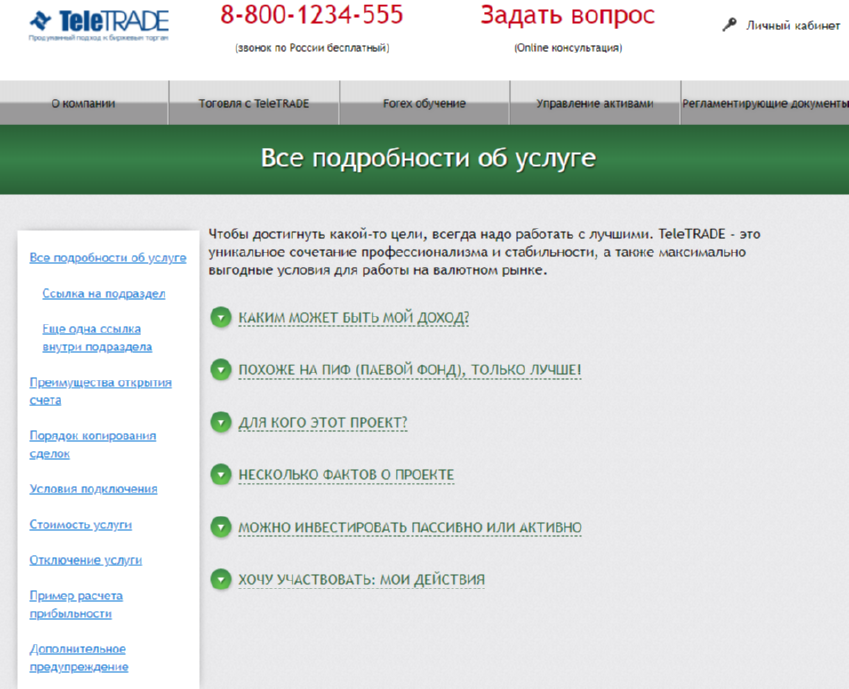 TeleTRADE
Продуманный подход к биржевым торгам
8-800-1234-555
(звонок по России бесплатный)
Задать вопрос
(Online консультация)
Личный кабинет
О компании
Тоговля с TeleTRADE
Forex обучение
Управление активами
Регламентирующие документы
Все подробности об услуге
Все подробности об услуге
Ссылка на подраздел
Еще одна ссылка
внутри подраздела
Преимущества открытия
счета
Порядок копирования
сделок
Условия подключения
Стоимость услуги
Отключение услуги
Пример расчета
прибыльности
Дополнительное
предупреждение
Чтобы достигнуть какой-то цели, всегда надо работать с лучшими. TeleTRADE - это
уникальное сочетание профессионализма и стабильности, а также максимально
выгодные условия для работы на валютном рынке.
КАКИМ МОЖЕТ БЫТЬ МОЙ ДОХОД?
ПОХОЖЕ НА ПИФ (ПАЕВОЙ ФОНД), ТОЛЬКО ЛУЧШЕ!
ДЛЯ КОГО ЭТОТ ПРОЕКТ?
НЕСКОЛЬКО ФАКТОВ О ПРОЕКТЕ
МОЖНО ИНВЕСТИРОВАТЬ ПАССИВНО ИЛИ АКТИВНО
ХОЧУ УЧАСТВОВАТЬ: МОИ ДЕЙСТВИЯ